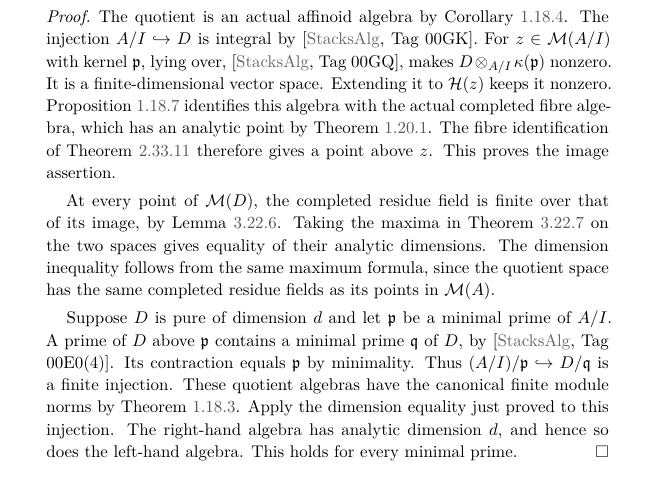 Proof. The quotient is an actual affinoid algebra by Corollary 1.18.4. The
injection A/I ↪ D is integral by [StacksAlg, Tag 00GK]. For z ∈ ℳ(A/I)
with kernel 𝔭, lying over, [StacksAlg, Tag 00GQ], makes D⊗_{A/I} κ(𝔭) nonzero.
It is a finite-dimensional vector space. Extending it to ℋ(z) keeps it nonzero.
Proposition 1.18.7 identifies this algebra with the actual completed fibre alge-
bra, which has an analytic point by Theorem 1.20.1. The fibre identification
of Theorem 2.33.11 therefore gives a point above z. This proves the image
assertion.
At every point of ℳ(D), the completed residue field is finite over that
of its image, by Lemma 3.22.6. Taking the maxima in Theorem 3.22.7 on
the two spaces gives equality of their analytic dimensions. The dimension
inequality follows from the same maximum formula, since the quotient space
has the same completed residue fields as its points in ℳ(A).
Suppose D is pure of dimension d and let 𝔭 be a minimal prime of A/I.
A prime of D above 𝔭 contains a minimal prime 𝔮 of D, by [StacksAlg, Tag
00E0(4)]. Its contraction equals 𝔭 by minimality. Thus (A/I)/𝔭 ↪ D/𝔮 is
a finite injection. These quotient algebras have the canonical finite module
norms by Theorem 1.18.3. Apply the dimension equality just proved to this
injection. The right-hand algebra has analytic dimension d, and hence so
does the left-hand algebra. This holds for every minimal prime. □